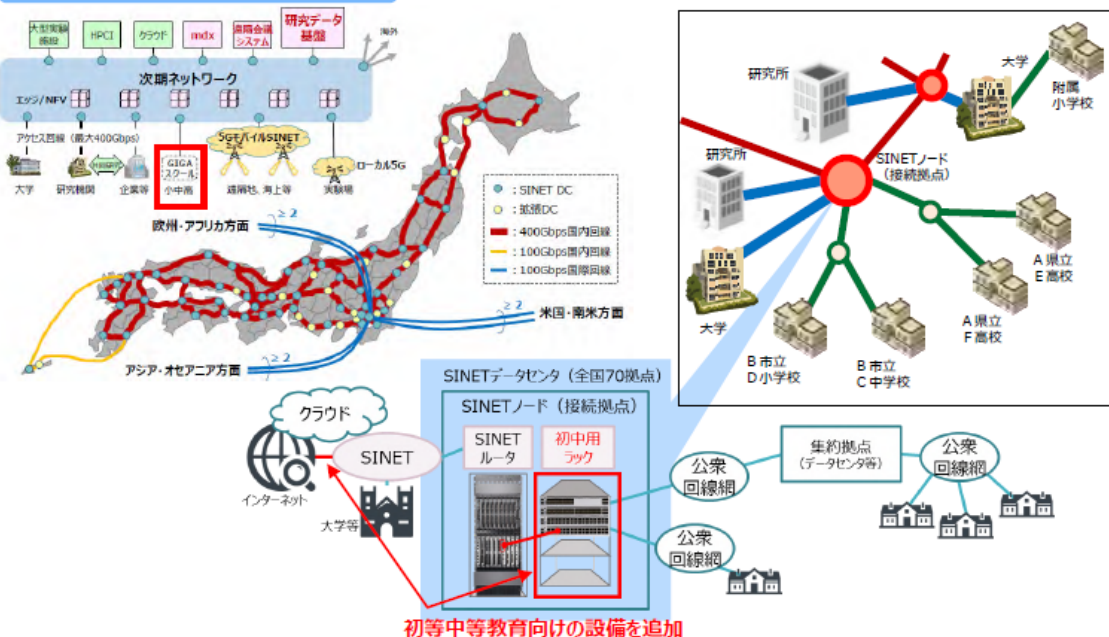 大型実験
施設
HPCI
クラウド
mdx
遠隔会議
システム
研究データ
基盤
海外
次期ネットワーク
エッジ/NFV
アクセス回線（最大400Gbps）
5GモバイルSINET
GIGA
スクール
ローカル5G
大学
研究機関
企業等
小中高
遠隔地、海上等
実験場
：SINET DC
：拡張DC
：400Gbps国内回線
：100Gbps国内回線
：100Gbps国際回線
欧州・アフリカ方面
≥2
≥2
米国・南米方面
≥2
アジア・オセアニア方面
研究所
大学
附属
小学校
研究所
SINETノード
（接続拠点）
大学
A県立
E高校
A県立
F高校
B市立
D小学校
B市立
C中学校
SINETデータセンタ（全国70拠点）
SINETノード（接続拠点）
クラウド
SINET
SINET
ルータ
初中用
ラック
インターネット
大学等
公衆
回線網
集約拠点
（データセンタ等）
公衆
回線網
公衆
回線網
初等中等教育向けの設備を追加